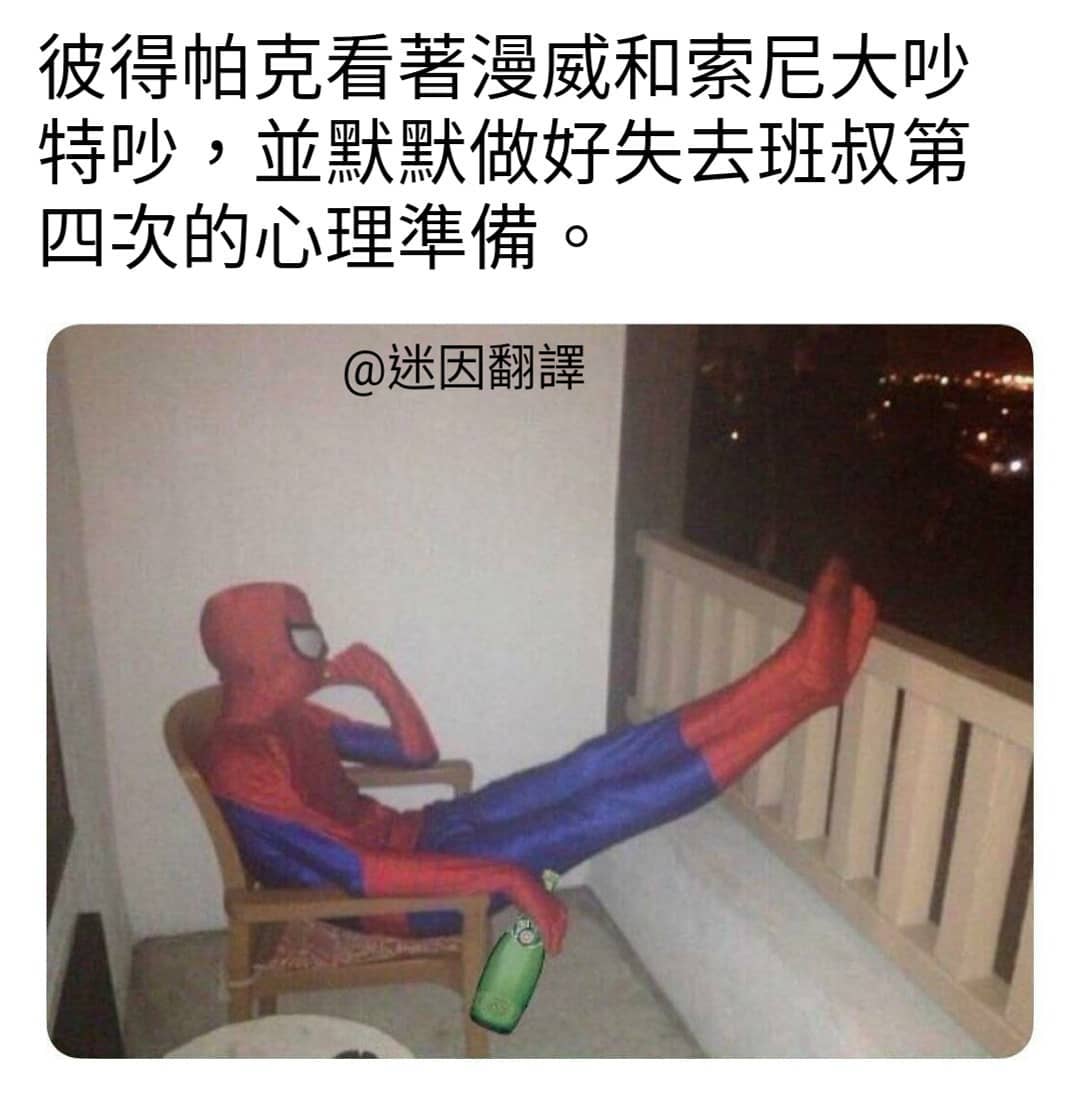 彼得帕克看著漫威和索尼大吵
特吵，並默默做好失去班叔第
四次的心理準備。
@迷因翻譯